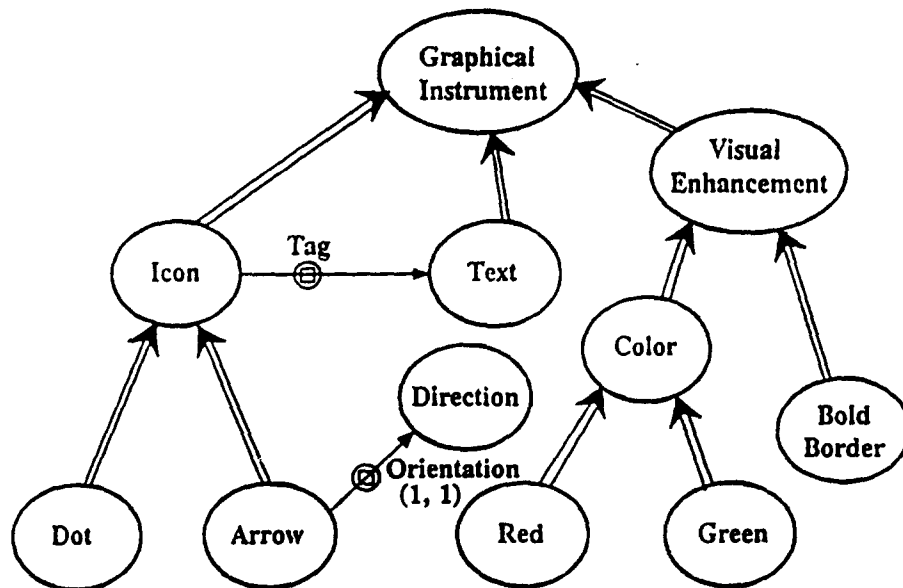 Graphical
Instrument
Visual
Enhancement
Tag
Icon
Text
Color
Direction
Bold
Border
Orientation
(1, 1)
Dot
Arrow
Red
Green